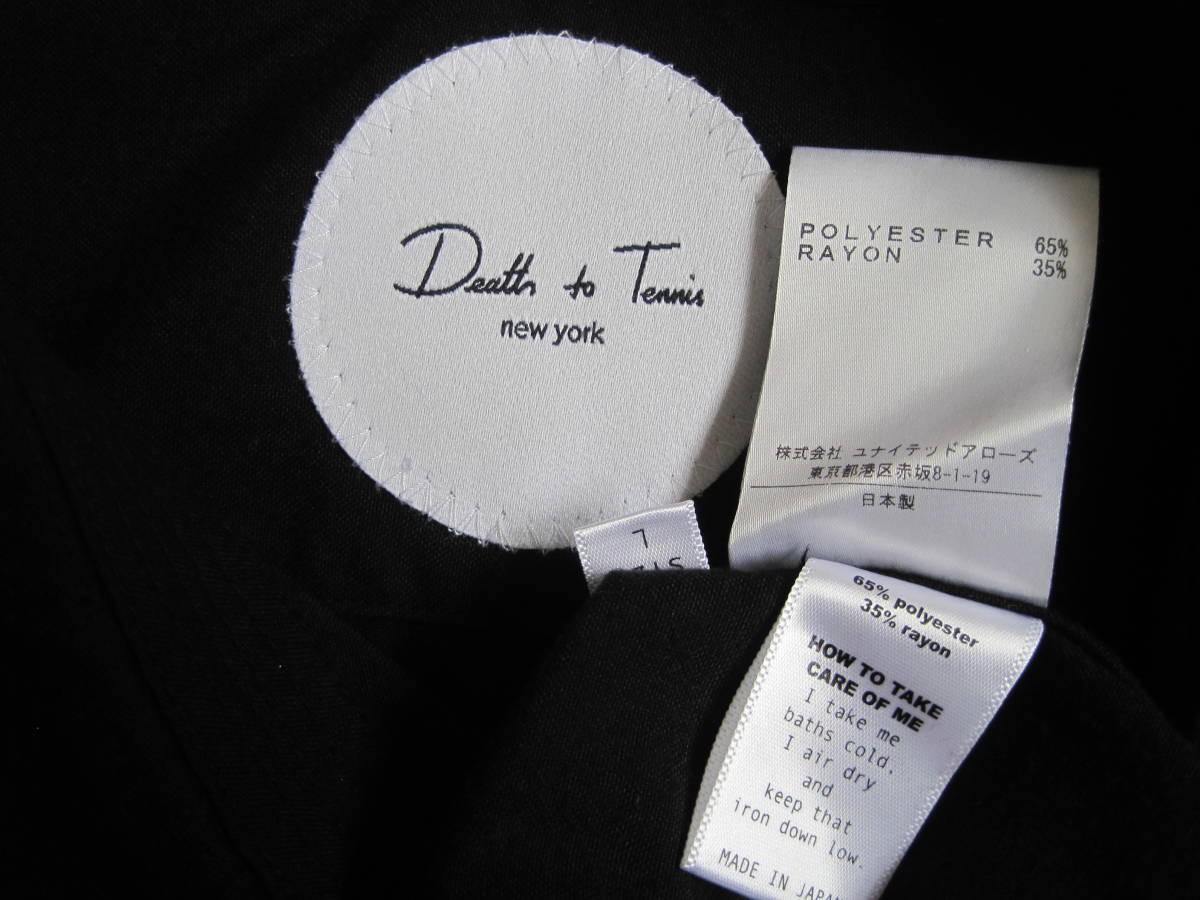 Death to Tennis
new york
POLYESTER 65%
RAYON 35%
株式会社 ユナイテッドアローズ
東京都港区赤坂8-1-19
日本製
L
65% polyester
35% rayon
HOW TO TAKE
CARE OF ME
I take me
baths cold.
I air dry
and
keep that
iron down low.
MADE IN JAPAN